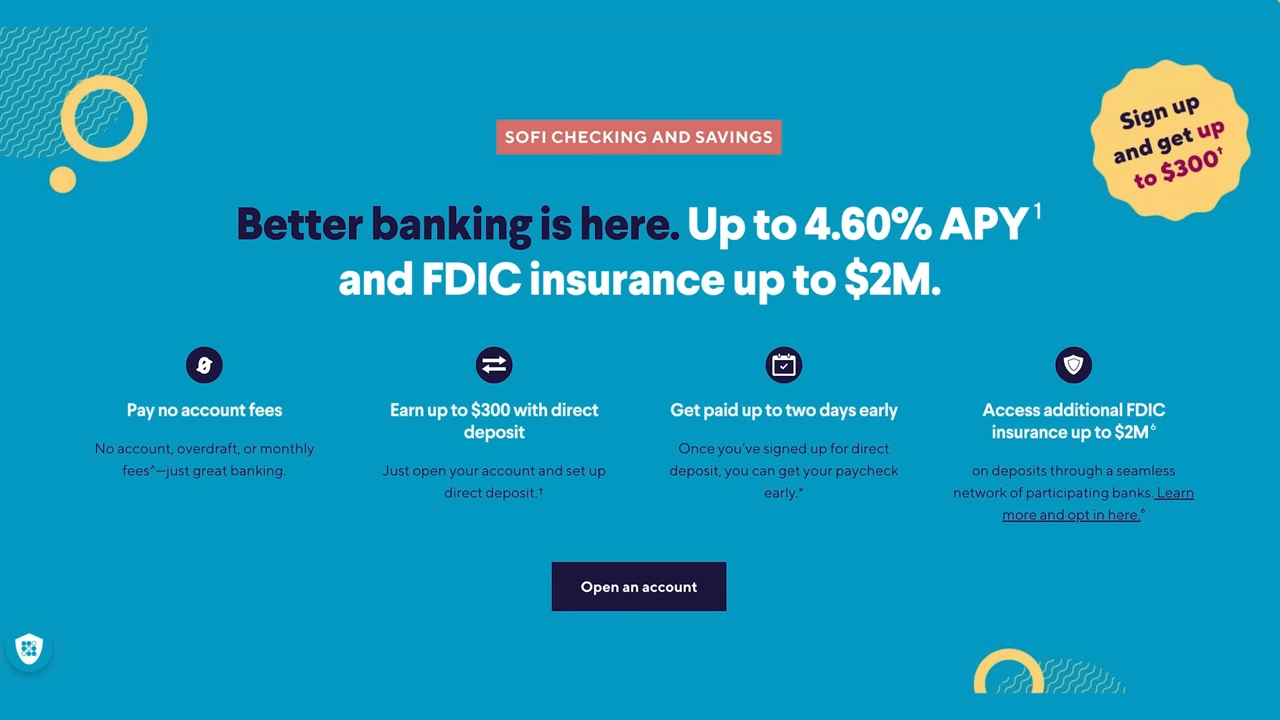 Sign up
and get up
to $300†
SOFI CHECKING AND SAVINGS
Better banking is here. Up to 4.60% APY¹
and FDIC insurance up to $2M.
Pay no account fees
No account, overdraft, or monthly
fees^—just great banking.
Earn up to $300 with direct
deposit
Just open your account and set up
direct deposit.†
Get paid up to two days early
Once you’ve signed up for direct
deposit, you can get your paycheck
early.*
Access additional FDIC
insurance up to $2M⁶
on deposits through a seamless
network of participating banks. Learn
more and opt in here.⁶
Open an account